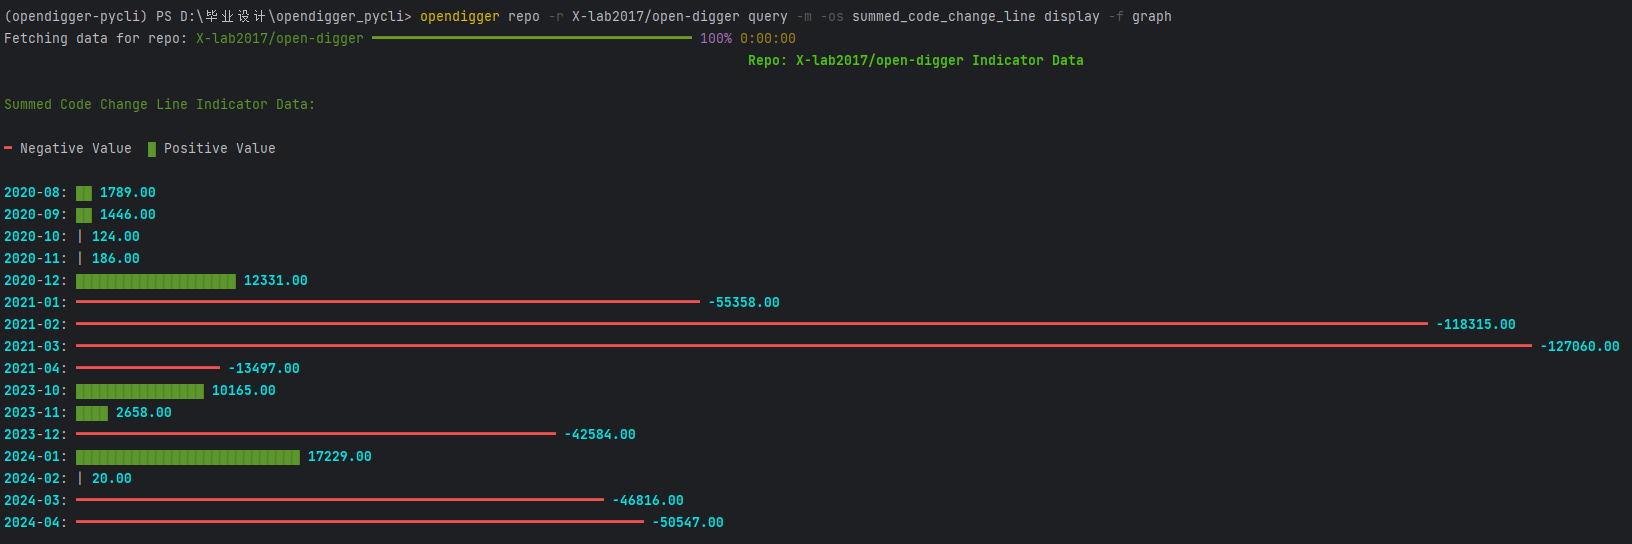 (opendigger-pycli) PS D:\毕业设计\opendigger_pycli> opendigger repo -r X-lab2017/open-digger query -m -os summed_code_change_line display -f graph
Fetching data for repo: X-lab2017/open-digger 100% 0:00:00
Repo: X-lab2017/open-digger Indicator Data
Summed Code Change Line Indicator Data:
Negative Value Positive Value
2020-08: 1789.00
2020-09: 1446.00
2020-10: | 124.00
2020-11: | 186.00
2020-12: 12331.00
2021-01: -55358.00
2021-02: -118315.00
2021-03: -127060.00
2021-04: -13497.00
2023-10: 10165.00
2023-11: 2658.00
2023-12: -42584.00
2024-01: 17229.00
2024-02: | 20.00
2024-03: -46816.00
2024-04: -50547.00